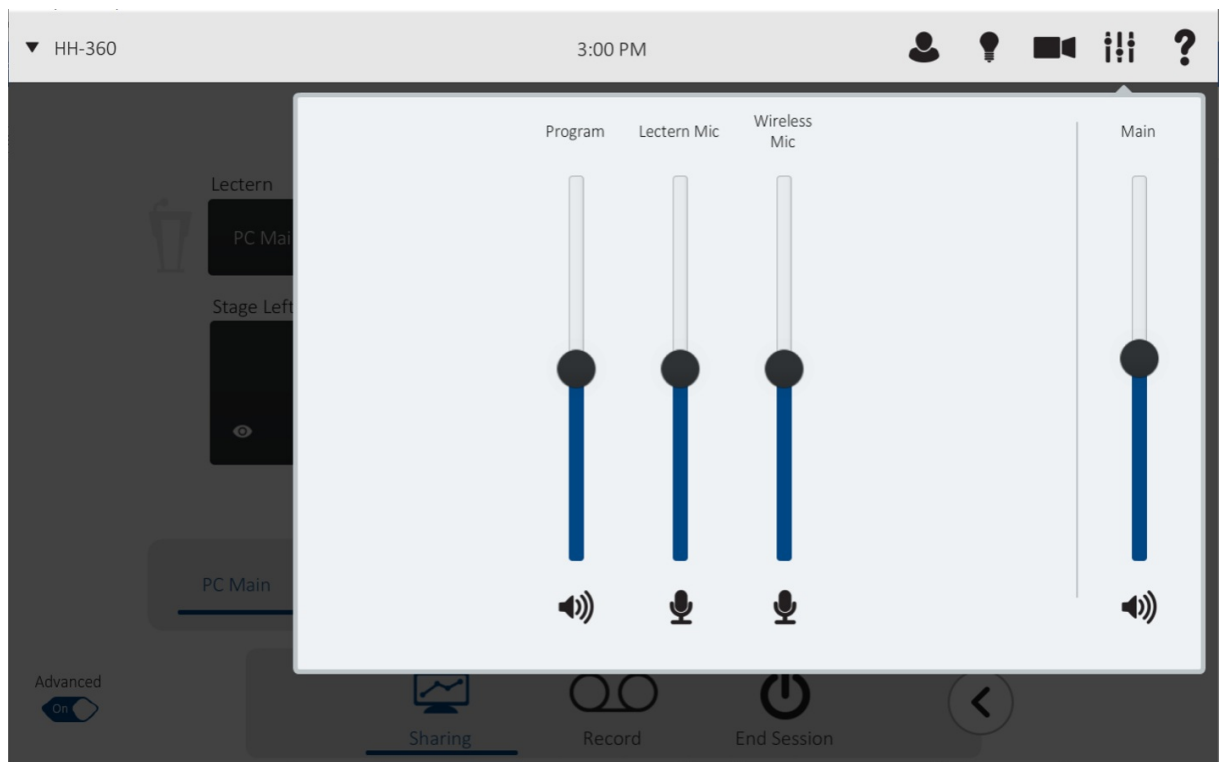 HH-360
3:00 PM
?
Program
Lectern Mic
Wireless
Mic
Main
Lectern
PC Mai
Stage Left
PC Main
Advanced
On
Sharing
Record
End Session